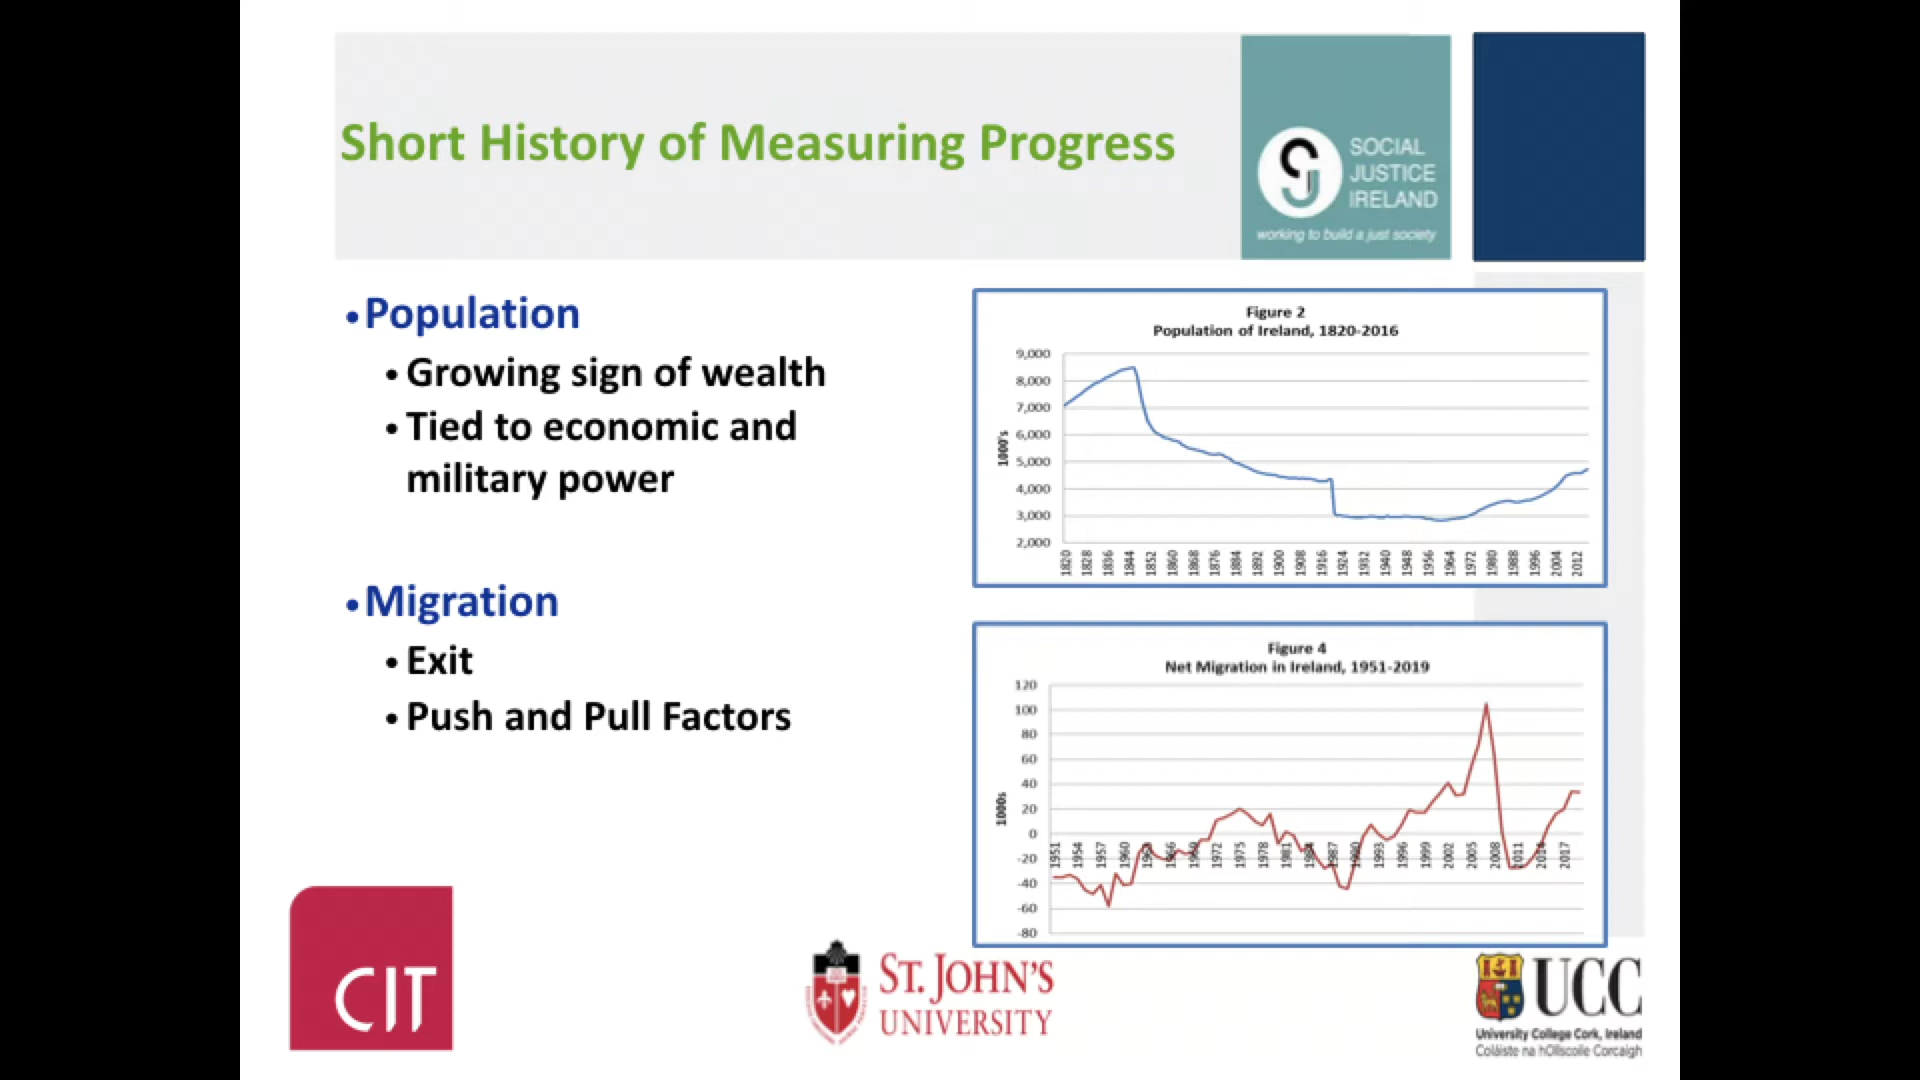 Short History of Measuring Progress
SOCIAL
JUSTICE
IRELAND
working to build a just society
•Population
•Growing sign of wealth
•Tied to economic and
military power
•Migration
•Exit
•Push and Pull Factors
Figure 2
Population of Ireland, 1820-2016
9,000
8,000
7,000
6,000
5,000
4,000
3,000
2,000
1000's
1820 1828 1836 1844 1852 1860 1868 1876 1884 1892 1900 1908 1916 1924 1932 1940 1948 1956 1964 1972 1980 1988 1996 2004 2012
Figure 4
Net Migration in Ireland, 1951-2019
120
100
80
60
40
20
0
-20
-40
-60
-80
1000s
1951 1954 1957 1960 1963 1966 1969 1972 1975 1978 1981 1984 1987 1990 1993 1996 1999 2002 2005 2008 2011 2014 2017
CIT
ST. JOHN'S
UNIVERSITY
UCC
University College Cork, Ireland
Coláiste na hOllscoile Corcaigh